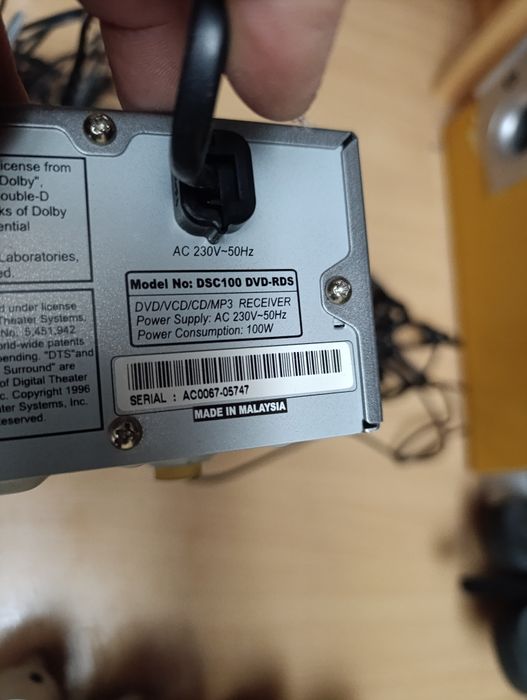 icense from
Dolby",
ouble-D
ks of Dolby
ential
Laboratories,
ed.
d under license
Theater Systems,
No. 5,451,942
orld-wide patents
pending. "DTS"and
Surround" are
of Digital Theater
c. Copyright 1996
ater Systems, Inc.
eserved.
AC 230V~50Hz
Model No: DSC100 DVD-RDS
DVD/VCD/CD/MP3 RECEIVER
Power Supply: AC 230V~50Hz
Power Consumption: 100W
SERIAL : AC0067-05747
MADE IN MALAYSIA